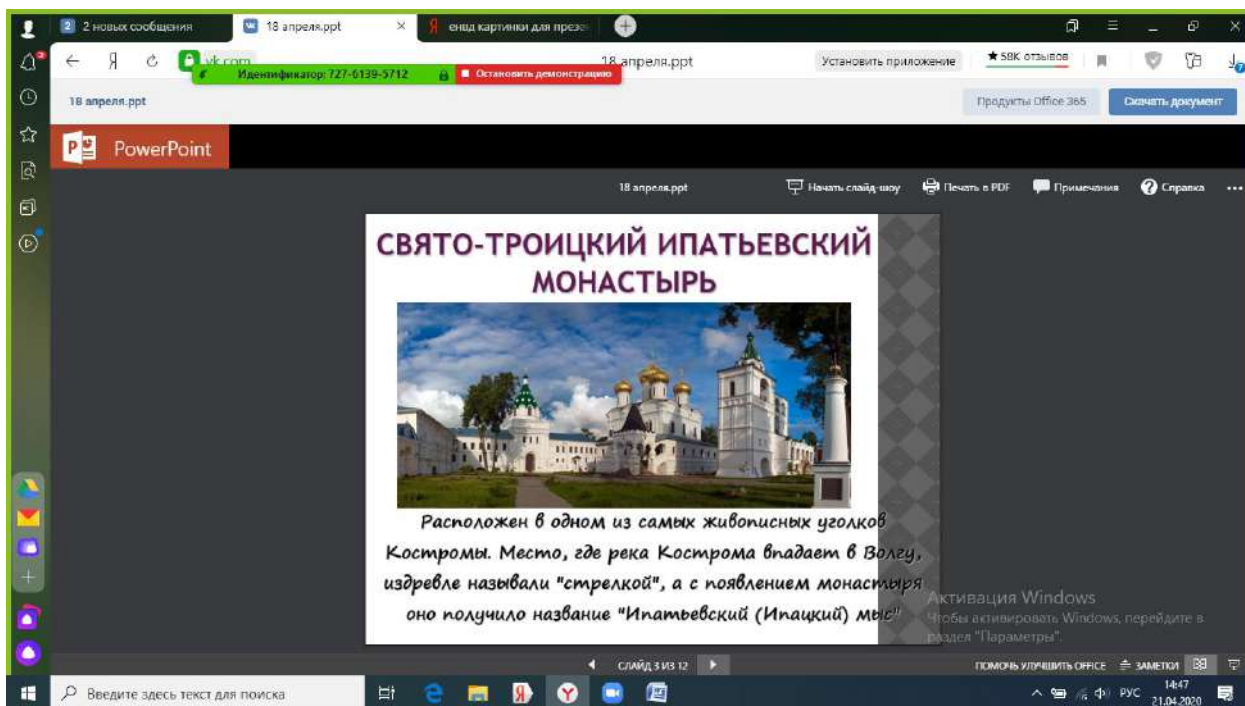 2 2 новых сообщения
18 апреля.ppt
vk.com
18 апреля.ppt
Установить приложение
★ 58К отзывов
Идентификатор: 727-6139-5712
Остановить демонстрацию
18 апреля.ppt
Продукты Office 365
Скачать документ
PowerPoint
18 апреля.ppt
Начать слайд-шоу
Печать в PDF
Примечания
Справка
СВЯТО-ТРОИЦКИЙ ИПАТЬЕВСКИЙ
МОНАСТЫРЬ
Расположен в одном из самых живописных уголков
Костромы. Место, где река Кострома впадает в Волгу,
издревле называли "стрелкой", а с появлением монастыря
оно получило название "Ипатьевский (Ипацкий) мыс"
Активация Windows
Чтобы активировать Windows, перейдите в
раздел "Параметры".
СЛАЙД 3 ИЗ 12
ПОМОЧЬ УЛУЧШИТЬ OFFICE
ЗАМЕТКИ
Введите здесь текст для поиска
РУС
14:47
21.04.2020